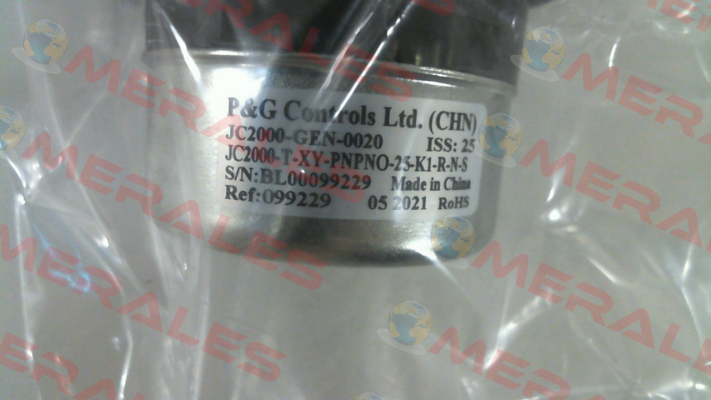 P&G Controls Ltd. (CHN)
JC2000-GEN-0020 ISS: 25
JC2000-T-XY-PNPNO-25-K1-R-N-S
S/N:BL00099229 Made in China
Ref:099229 05 2021 RoHS
MERALES
MERALES
MERALES
MERALES
MERALES
MERALES